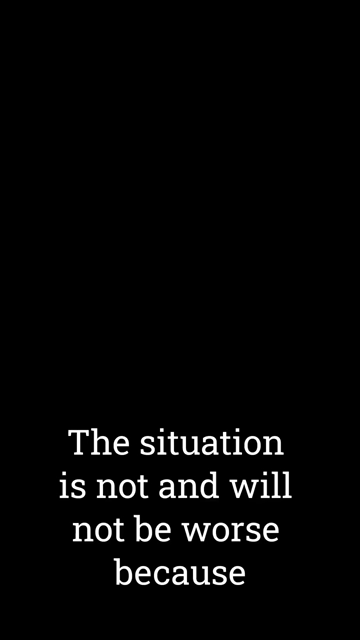 The situation
is not and will
not be worse
because